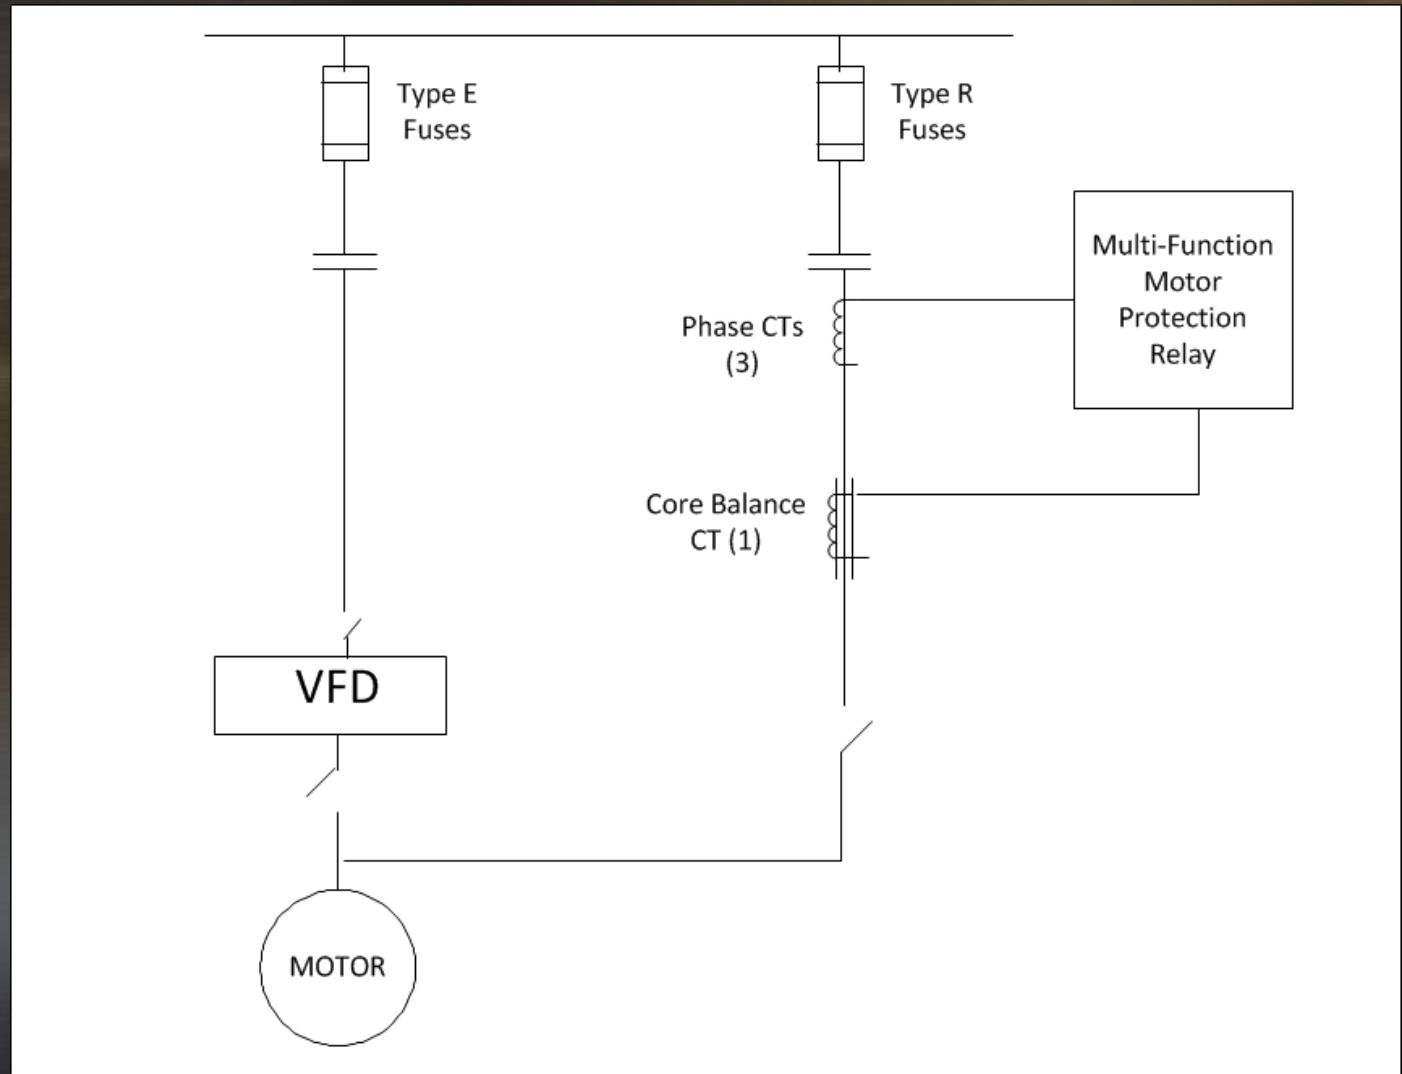 Type E
Fuses
Type R
Fuses
Multi-Function
Motor
Protection
Relay
Phase CTs
(3)
Core Balance
CT (1)
VFD
MOTOR